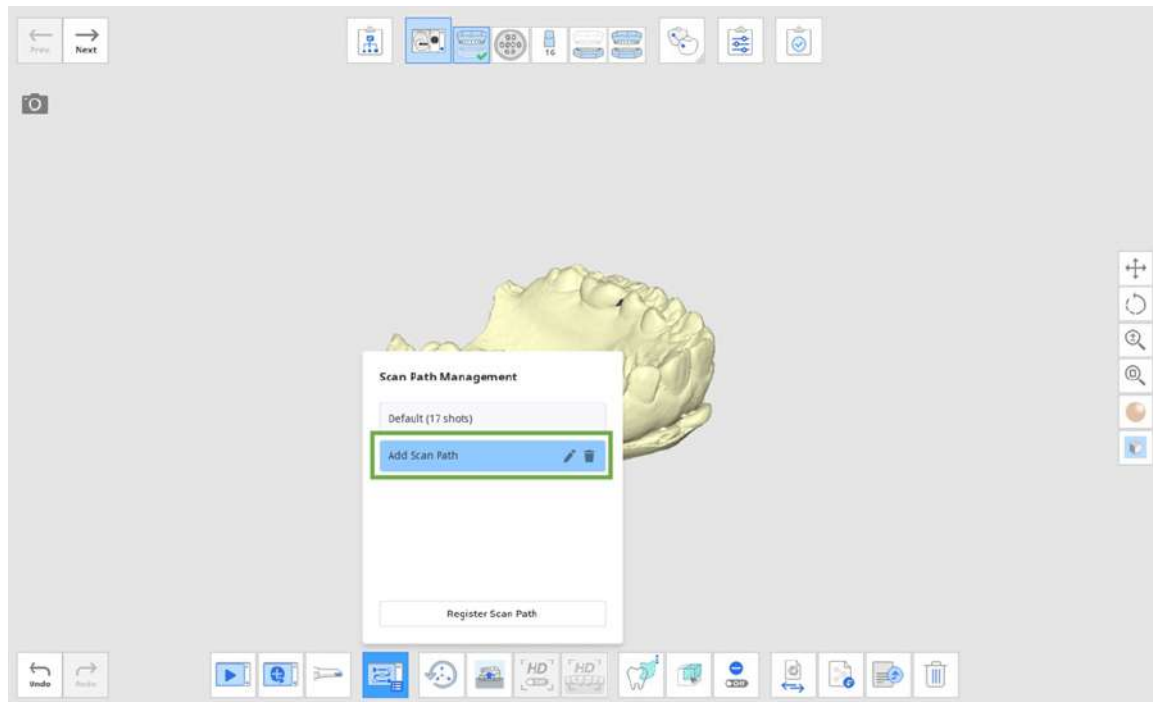 Prev. Next
16
Scan Path Management
Default (17 shots)
Add Scan Path
Register Scan Path
Undo Redo
HD HD